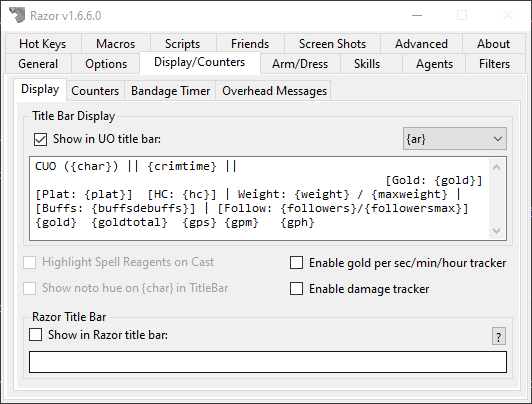 Razor v1.6.6.0
Hot Keys Macros Scripts Friends Screen Shots Advanced About
General Options Display/Counters Arm/Dress Skills Agents Filters
Display Counters Bandage Timer Overhead Messages
Title Bar Display
Show in UO title bar: {ar}
CUO ({char}) || {crimtime} ||
[Gold: {gold}]
[Plat: {plat}] [HC: {hc}] | Weight: {weight} / {maxweight} |
[Buffs: {buffsdebuffs}] | [Follow: {followers}/{followersmax}]
{gold} {goldtotal} {gps} {gpm} {gph}
Highlight Spell Reagents on Cast Enable gold per sec/min/hour tracker
Show noto hue on {char} in TitleBar Enable damage tracker
Razor Title Bar
Show in Razor title bar: ?